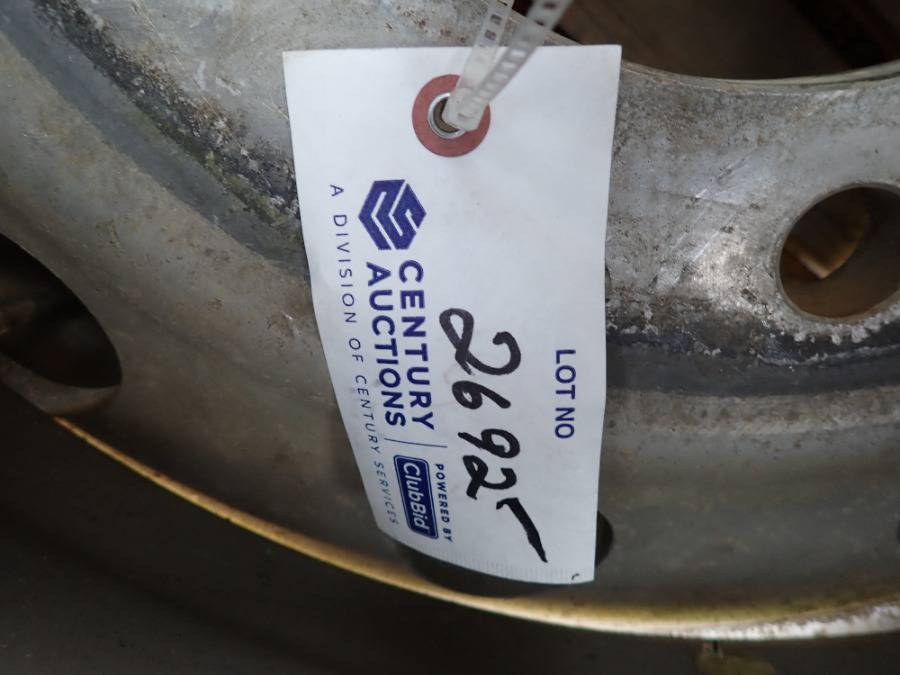 LOT NO
2692
CENTURY
AUCTIONS
POWERED BY
ClubBid
A DIVISION OF CENTURY SERVICES